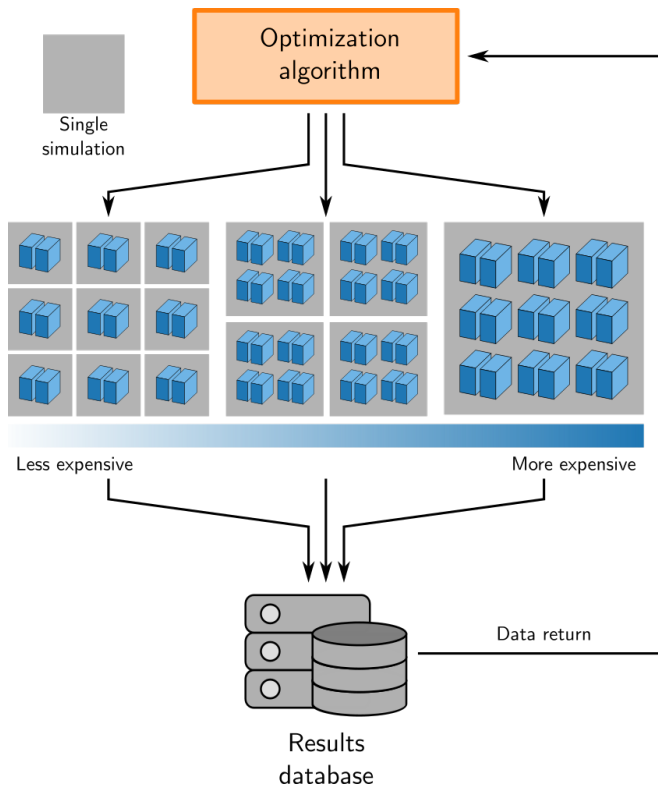 Optimization
algorithm
Single
simulation
Less expensive
More expensive
Data return
Results
database